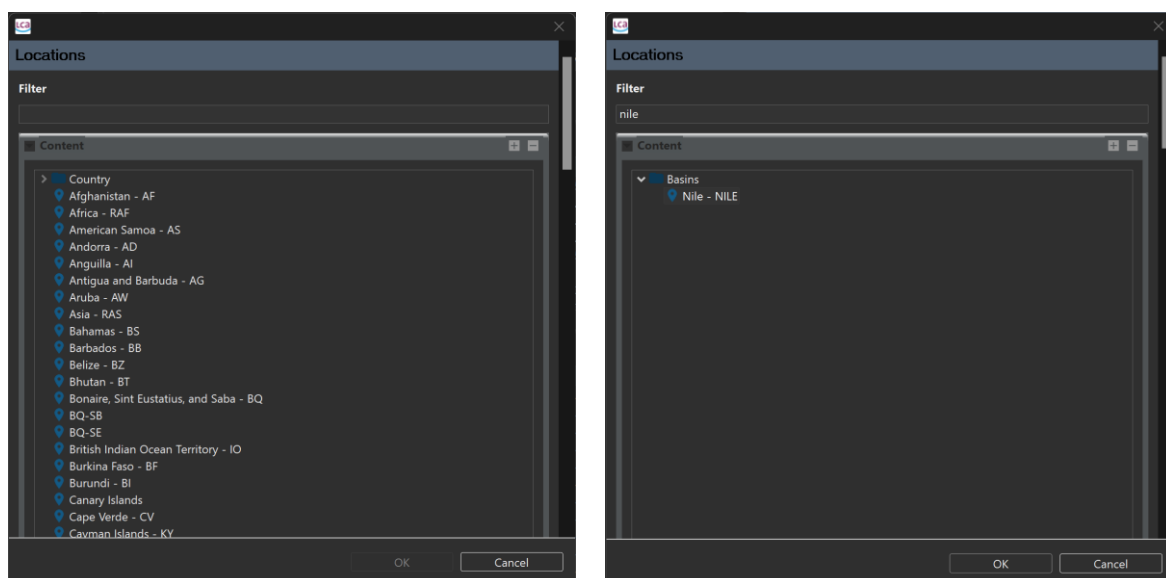 LCA
Locations
Filter
Content
Country
Afghanistan - AF
Africa - RAF
American Samoa - AS
Andorra - AD
Anguilla - AI
Antigua and Barbuda - AG
Aruba - AW
Asia - RAS
Bahamas - BS
Barbados - BB
Belize - BZ
Bhutan - BT
Bonaire, Sint Eustatius, and Saba - BQ
BQ-SB
BQ-SE
British Indian Ocean Territory - IO
Burkina Faso - BF
Burundi - BI
Canary Islands
Cape Verde - CV
Cayman Islands - KY
OK Cancel
LCA
Locations
Filter
nile
Content
Basins
Nile - NILE
OK Cancel